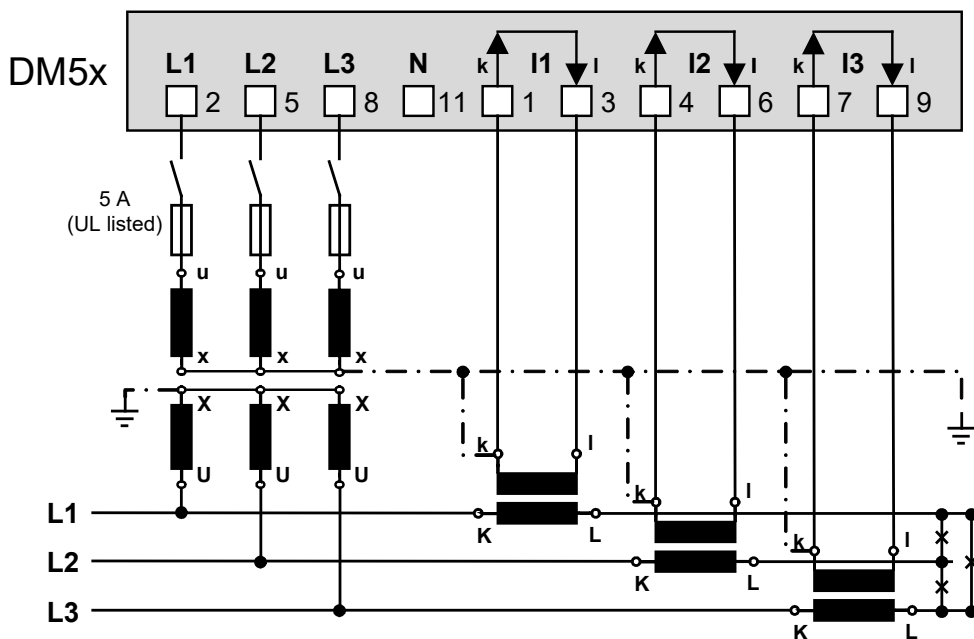 DM5x
L1 L2 L3 N k I1 l k I2 l k I3 l
2 5 8 11 1 3 4 6 7 9
5 A
(UL listed)
u u u
x x x
X X X
k l
U U U
k l
L1
K L
k l
L2
K L
L3
K L